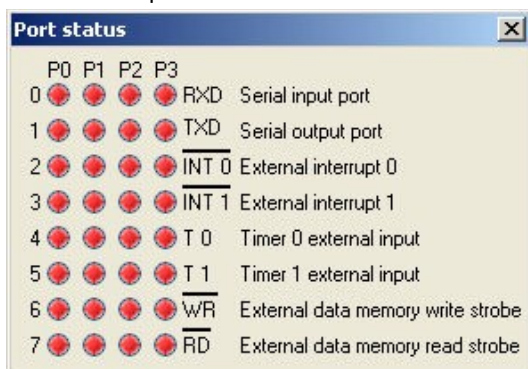 Port status
P0 P1 P2 P3
0 RXD Serial input port
1 TXD Serial output port
2 INT 0 External interrupt 0
3 INT 1 External interrupt 1
4 T 0 Timer 0 external input
5 T 1 Timer 1 external input
6 WR External data memory write strobe
7 RD External data memory read strobe